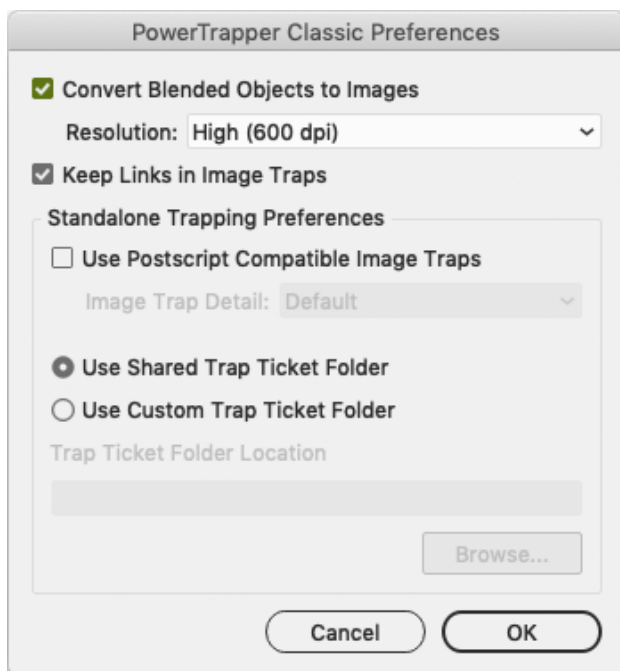 PowerTrapper Classic Preferences
Convert Blended Objects to Images
Resolution: High (600 dpi)
Keep Links in Image Traps
Standalone Trapping Preferences
Use Postscript Compatible Image Traps
Image Trap Detail: Default
Use Shared Trap Ticket Folder
Use Custom Trap Ticket Folder
Trap Ticket Folder Location
Browse...
Cancel OK